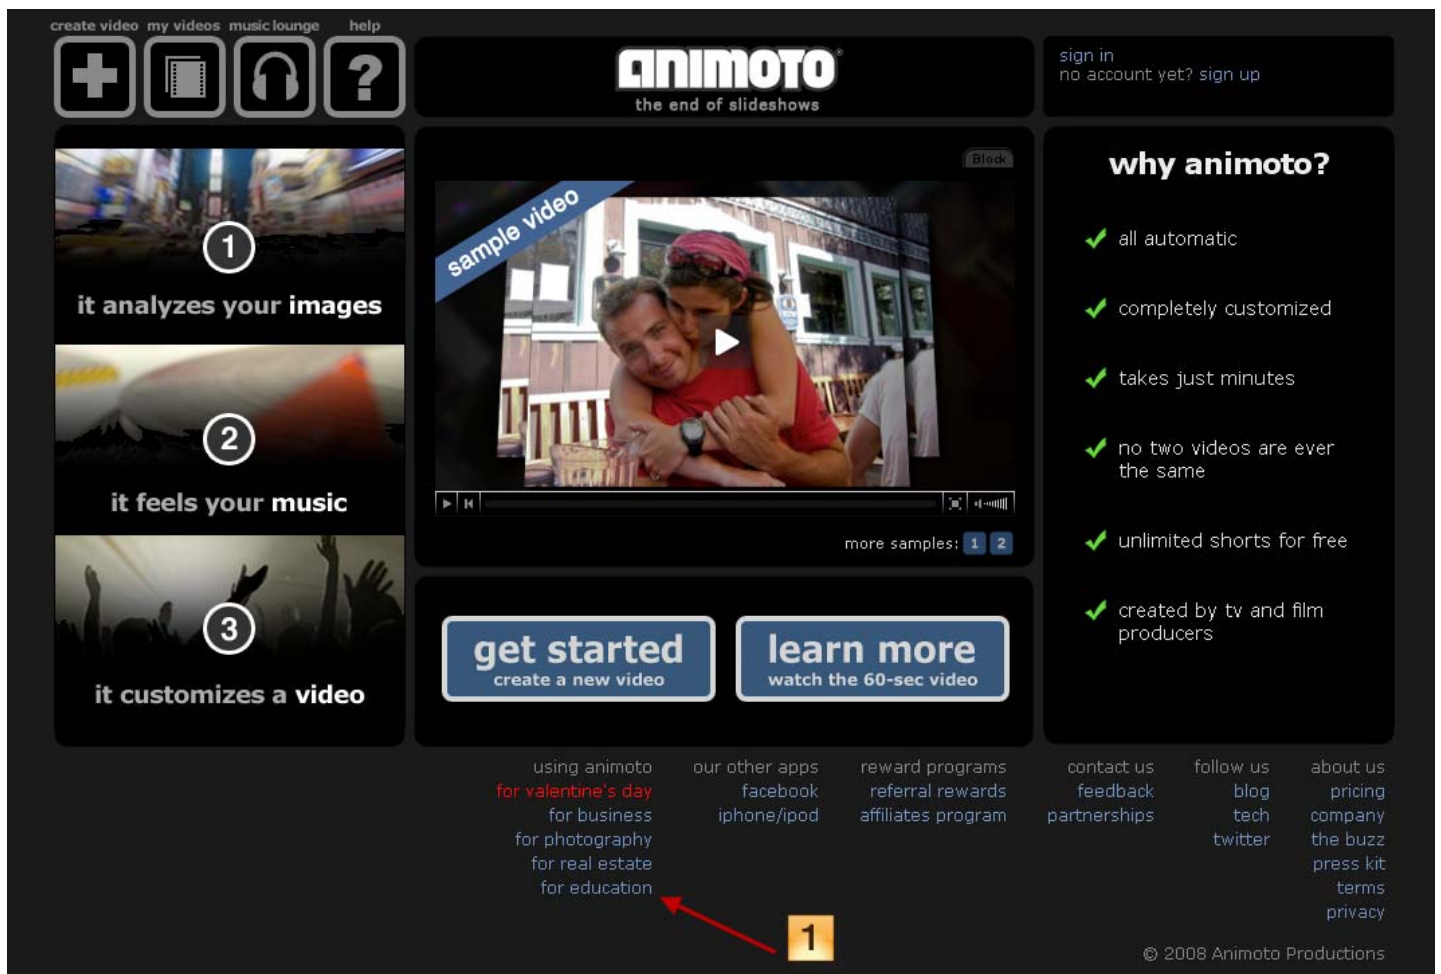 create video my videos music lounge help
animoto®
the end of slideshows
sign in
no account yet? sign up
1
it analyzes your images
2
it feels your music
3
it customizes a video
Block
sample video
more samples: 1 2
get started
create a new video
learn more
watch the 60-sec video
why animoto?
all automatic
completely customized
takes just minutes
no two videos are ever
the same
unlimited shorts for free
created by tv and film
producers
using animoto
for valentine's day
for business
for photography
for real estate
for education
our other apps
facebook
iphone/ipod
reward programs
referral rewards
affiliates program
contact us
feedback
partnerships
follow us
blog
tech
twitter
about us
pricing
company
the buzz
press kit
terms
privacy
1
© 2008 Animoto Productions